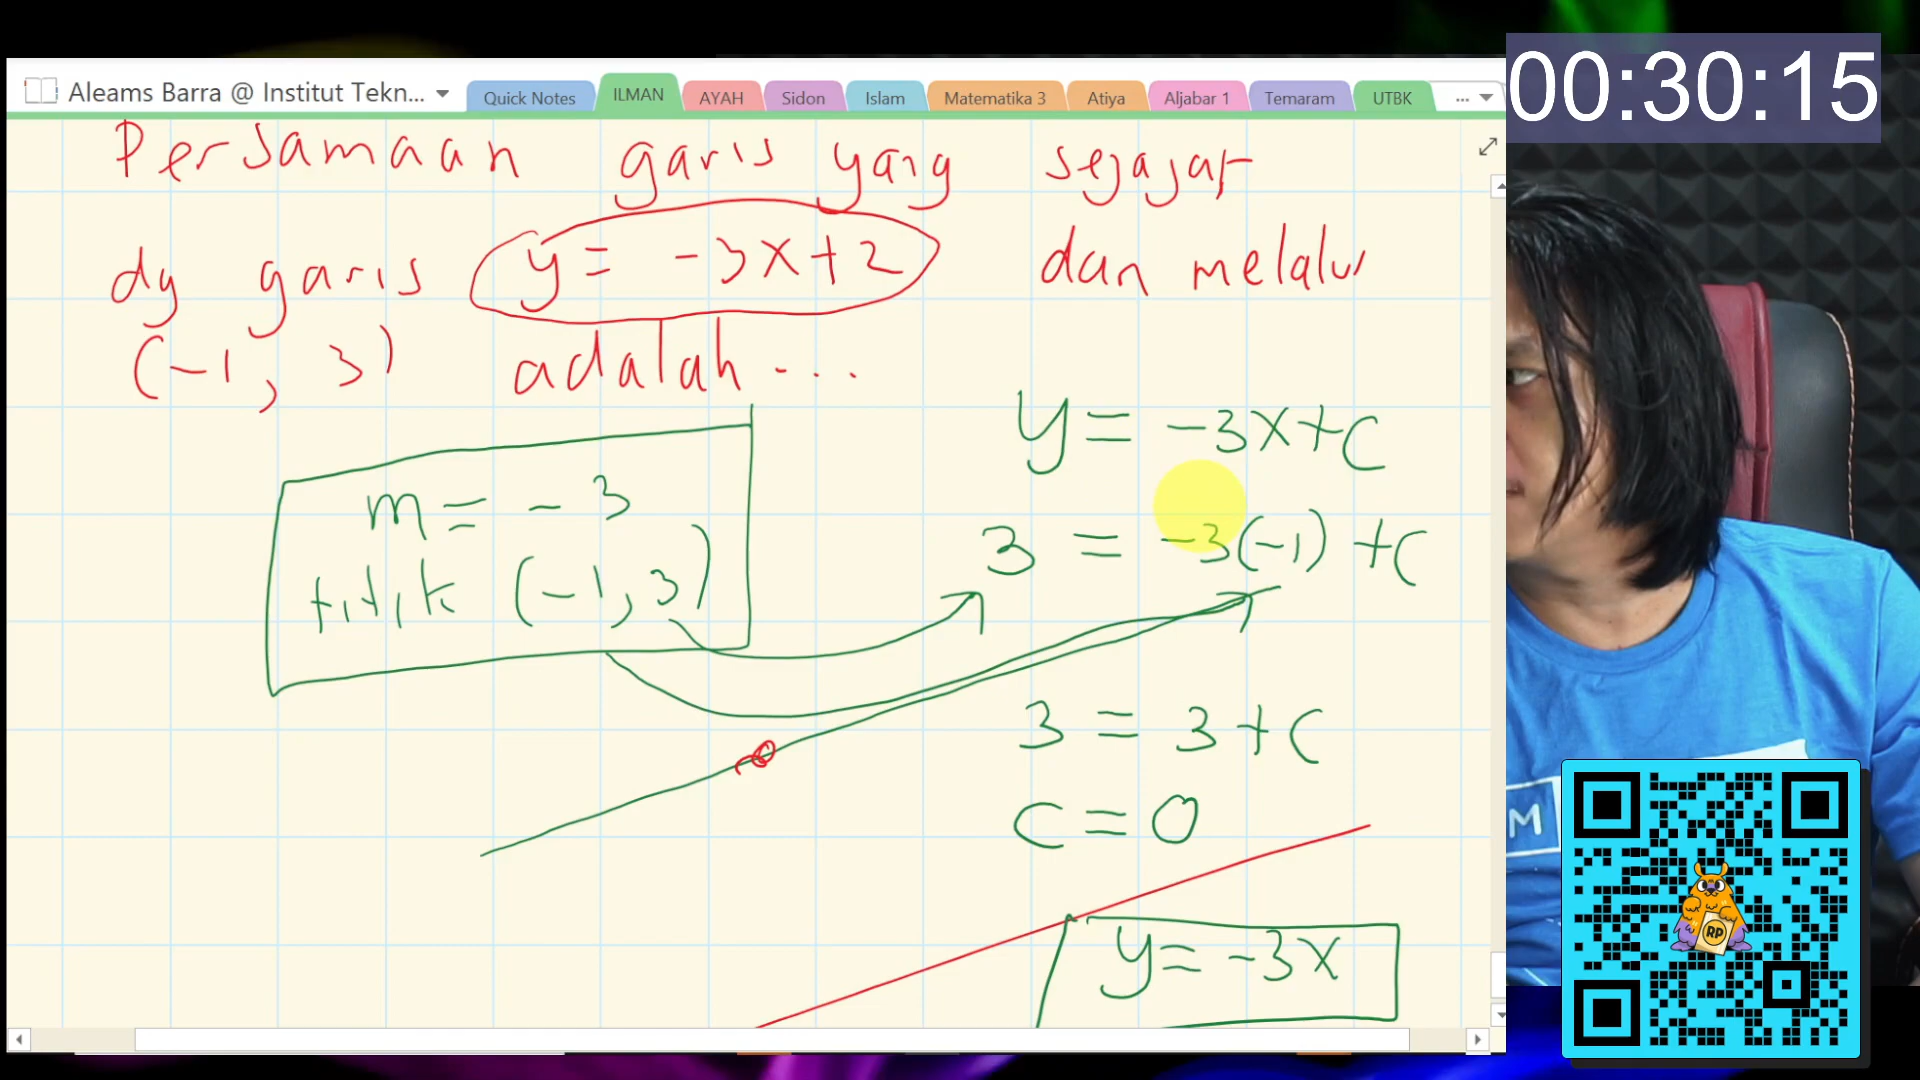 Aleams Barra @ Institut Tekn...
Quick Notes
ILMAN
AYAH
Sidon
Islam
Matematika 3
Atiya
Aljabar 1
Temaram
UTBK
...
00:30:15
Persamaan garis yang sejajar
dg garis y = -3x+2 dan melalui
(-1, 3) adalah ...
m = -3
titik (-1, 3)
y = -3x+c
3 = -3(-1) +c
3 = 3+c
c = 0
y = -3x
M
RP